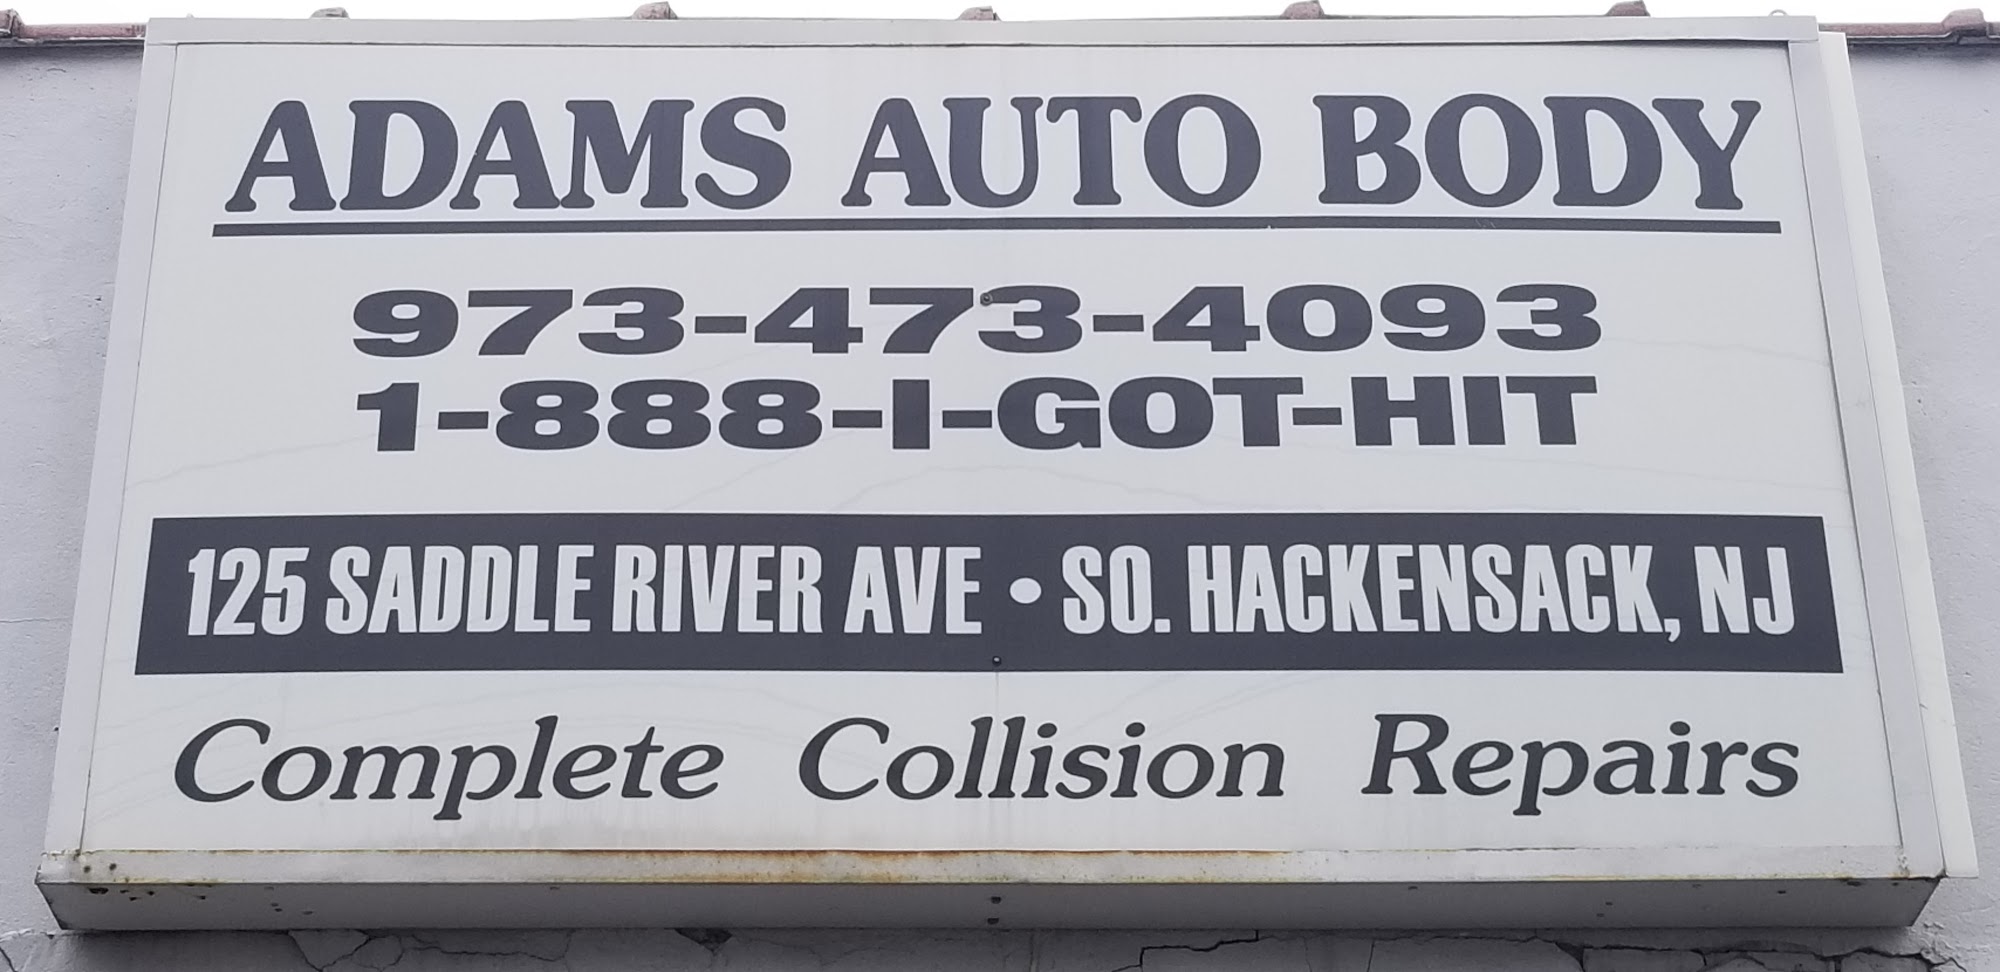 ADAMS AUTO BODY
973-473-4093
1-888-I-GOT-HIT
125 SADDLE RIVER AVE • SO. HACKENSACK, NJ
Complete Collision Repairs